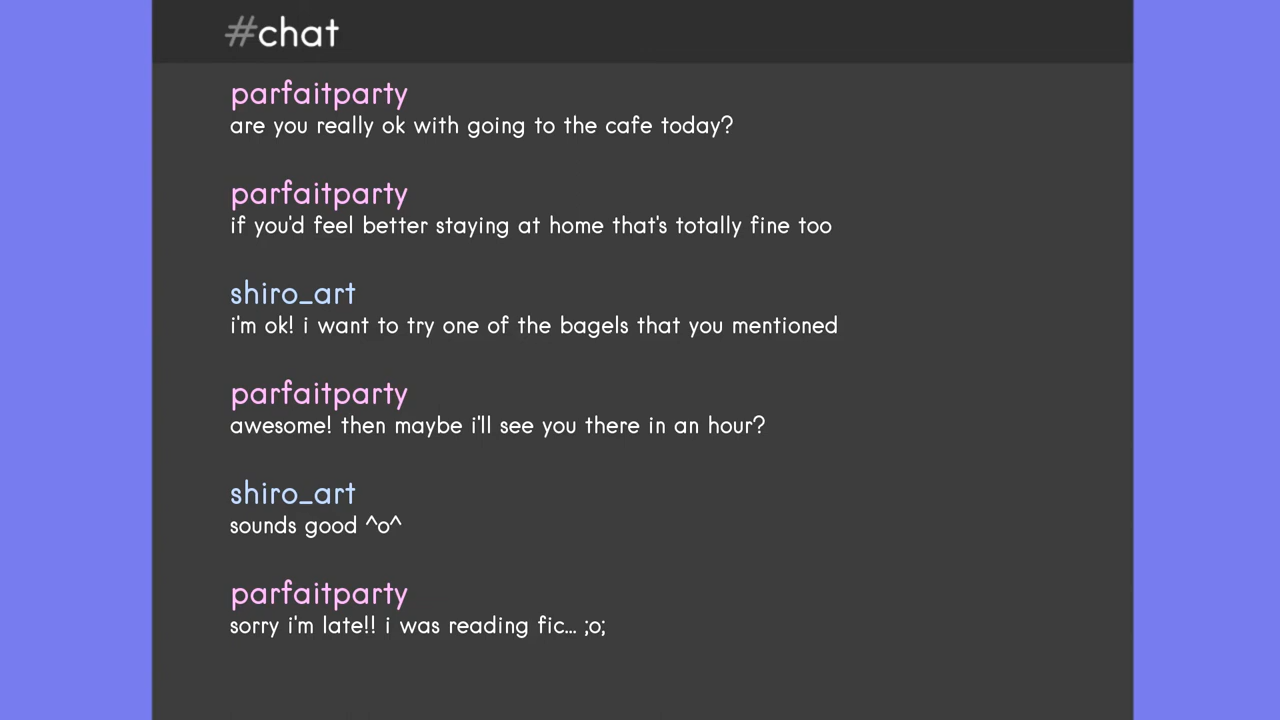 #chat
parfaitparty
are you really ok with going to the cafe today?
parfaitparty
if you'd feel better staying at home that's totally fine too
shiro_art
i'm ok! i want to try one of the bagels that you mentioned
parfaitparty
awesome! then maybe i'll see you there in an hour?
shiro_art
sounds good ^o^
parfaitparty
sorry i'm late!! i was reading fic... ;o;